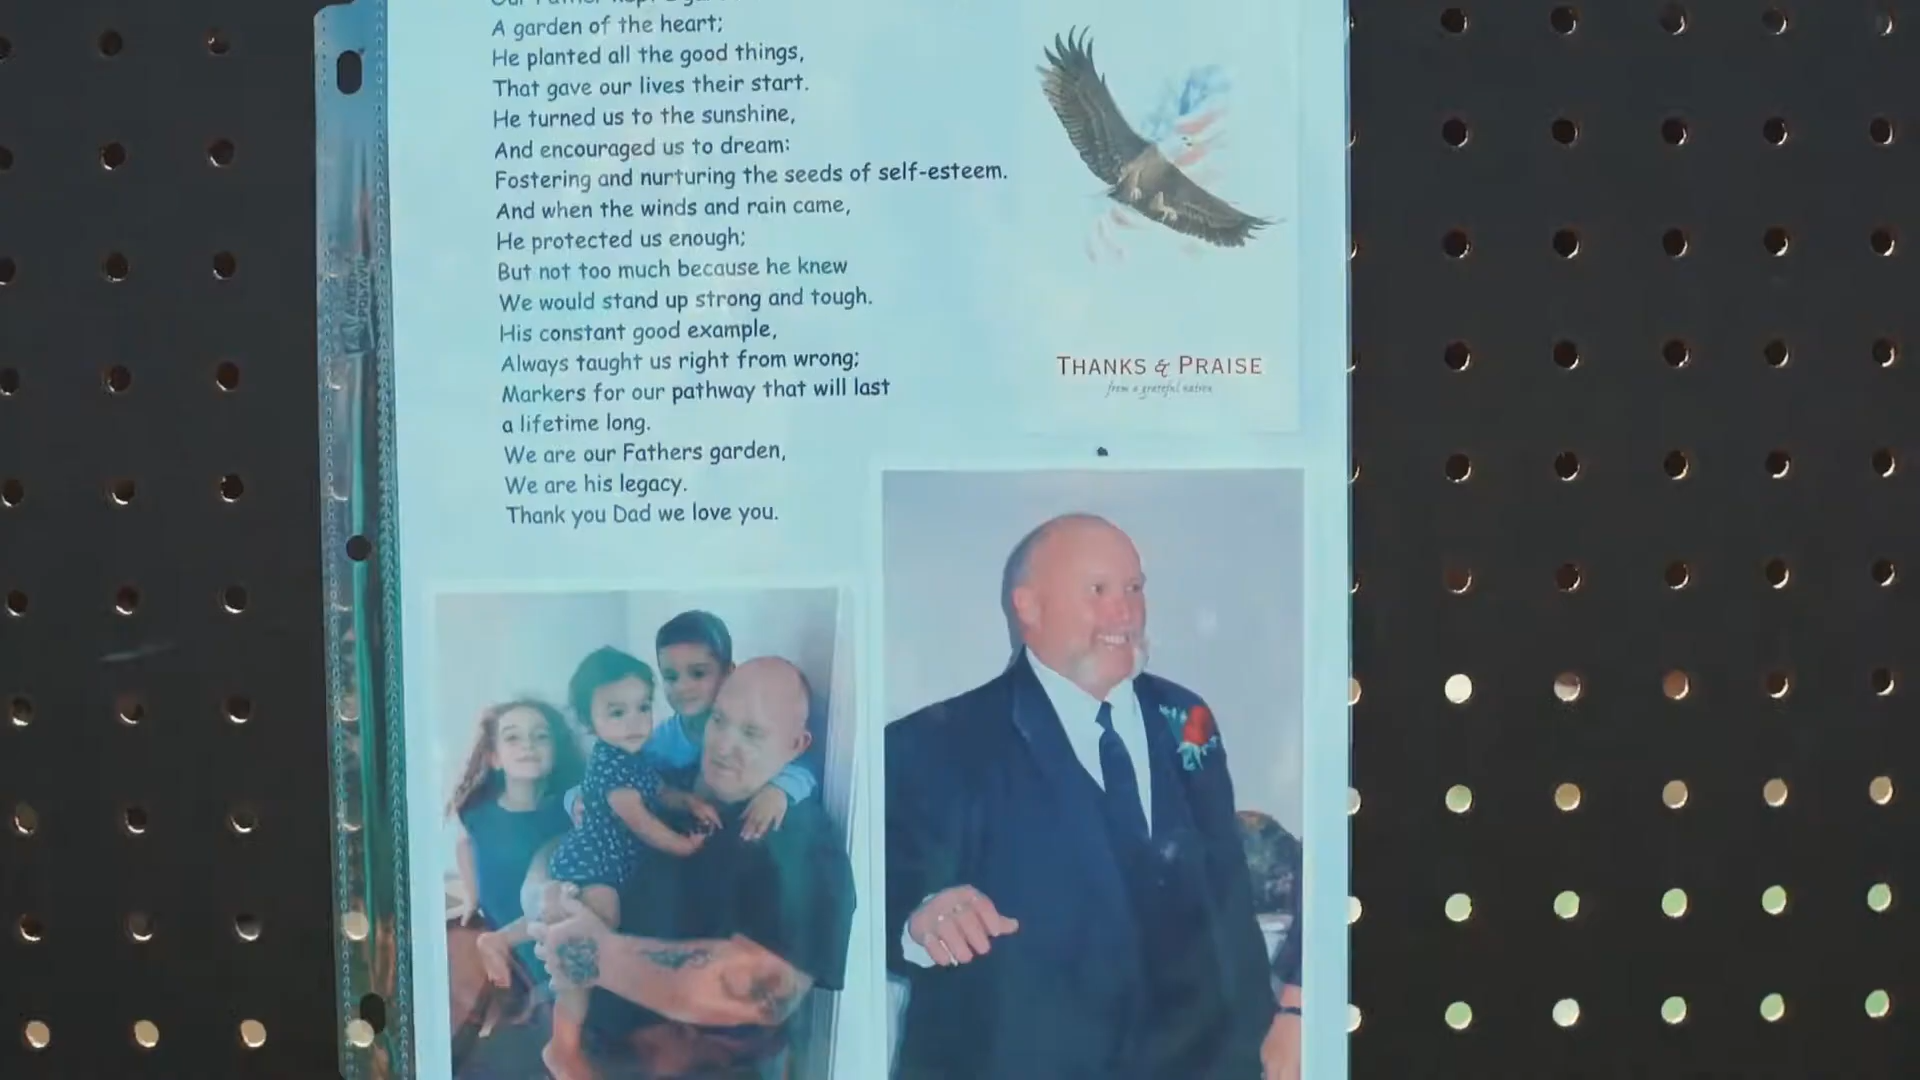 A garden of the heart;
He planted all the good things,
That gave our lives their start.
He turned us to the sunshine,
And encouraged us to dream:
Fostering and nurturing the seeds of self-esteem.
And when the winds and rain came,
He protected us enough;
But not too much because he knew
We would stand up strong and tough.
His constant good example,
Always taught us right from wrong;
Markers for our pathway that will last
a lifetime long.
We are our Fathers garden,
We are his legacy.
Thank you Dad we love you.
THANKS & PRAISE
from a grateful nation